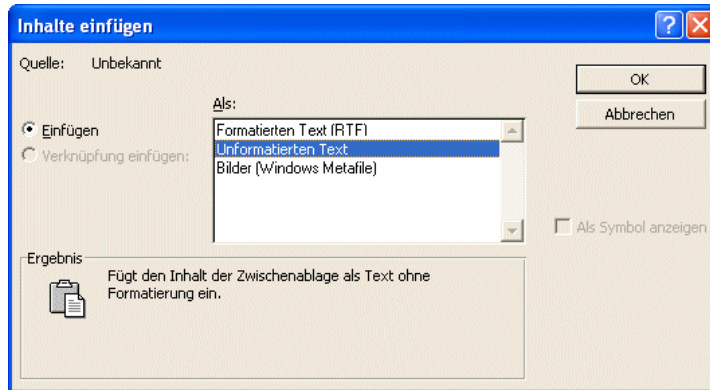 Inhalte einfügen
Quelle: Unbekannt
OK
Abbrechen
Als:
Einfügen
Verknüpfung einfügen:
Formatierten Text (RTF)
Unformatierten Text
Bilder (Windows Metafile)
Als Symbol anzeigen
Ergebnis
Fügt den Inhalt der Zwischenablage als Text ohne
Formatierung ein.